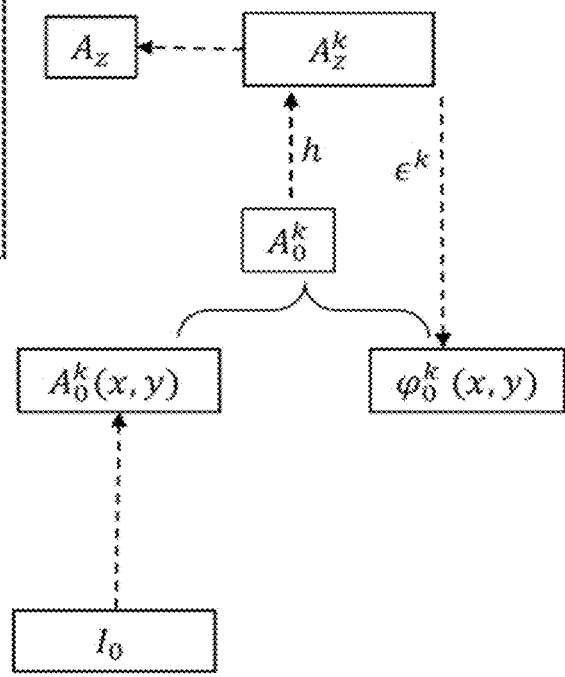 A_z
A_z^k
h
ϵ^k
A_0^k
A_0^k(x, y)
φ_0^k (x, y)
I_0